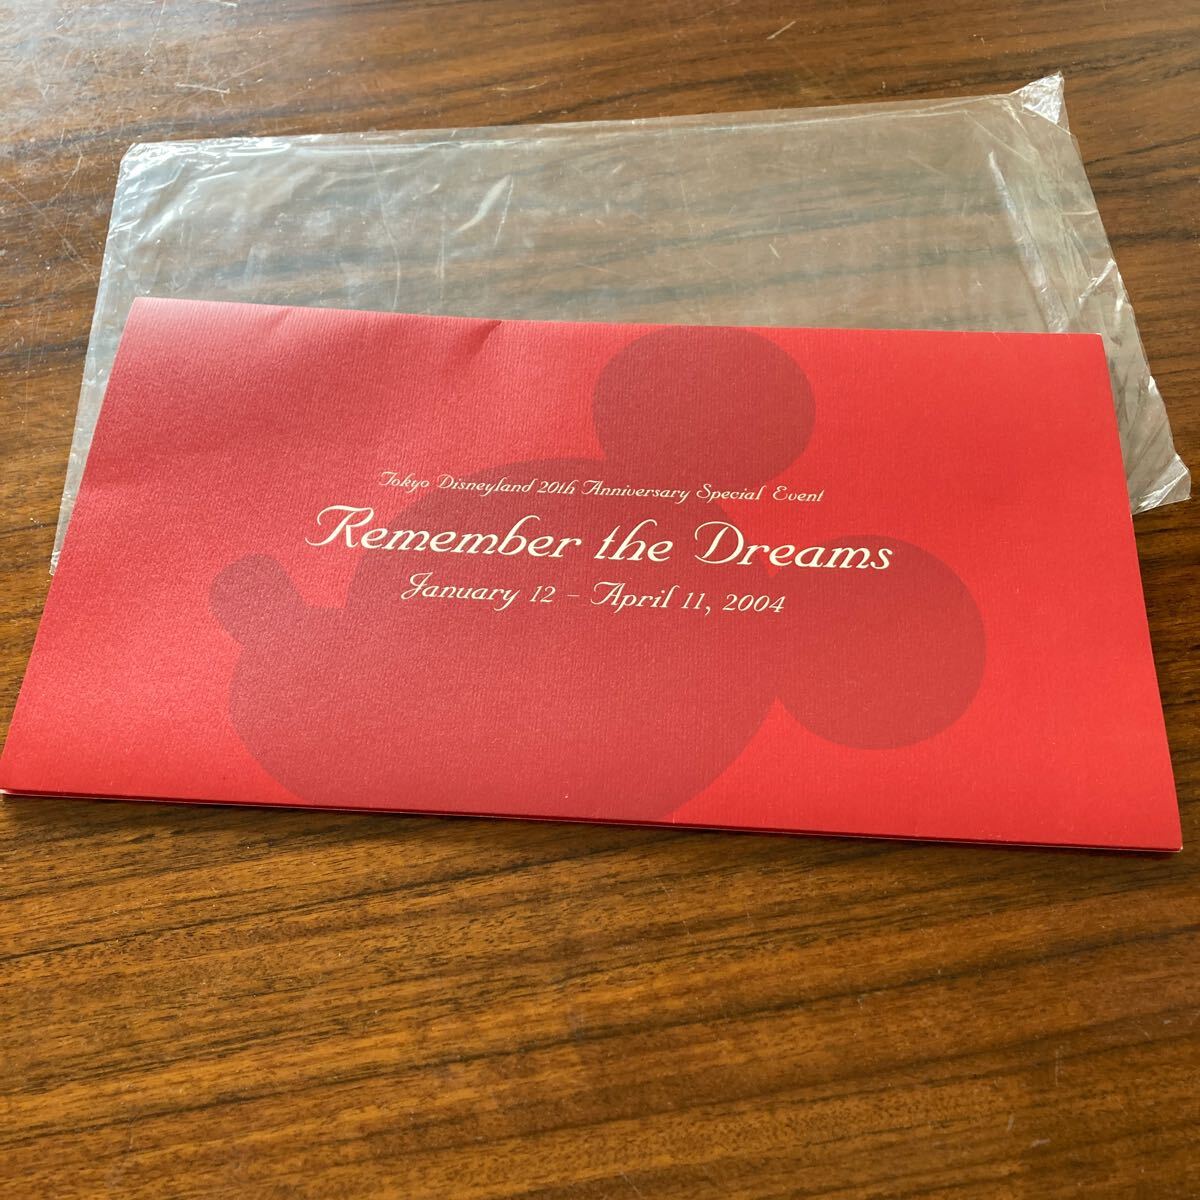 Tokyo Disneyland 20th Anniversary Special Event
Remember the Dreams
January 12 – April 11, 2004